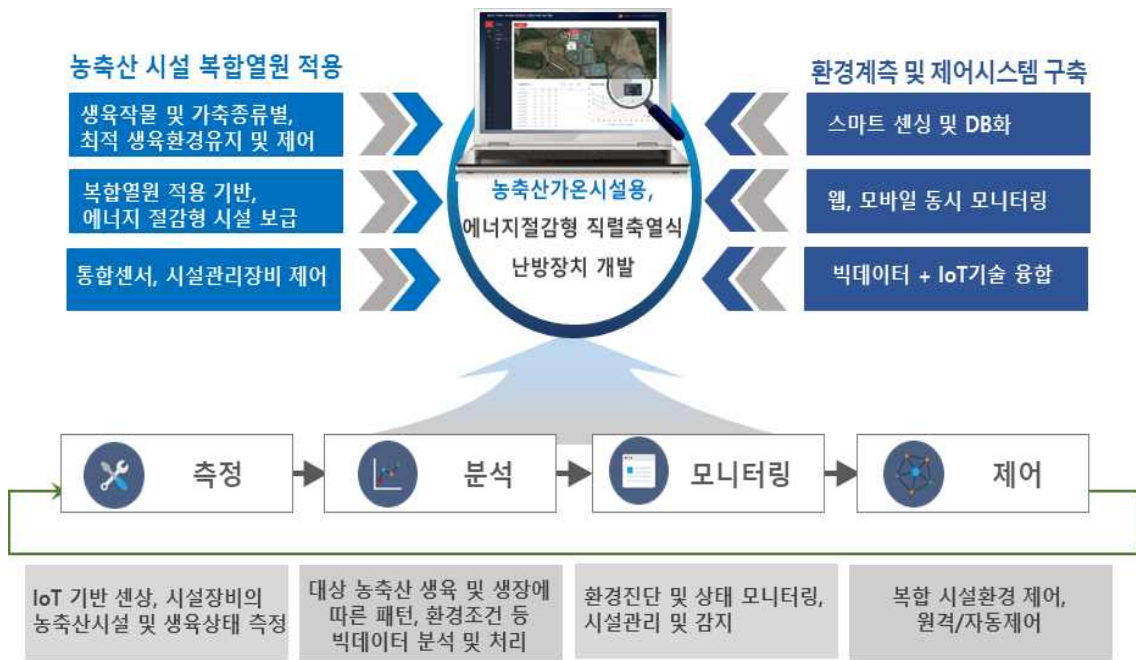 농축산 시설 복합열원 적용
생육작물 및 가축종류별,
최적 생육환경유지 및 제어
복합열원 적용 기반,
에너지 절감형 시설 보급
통합센서, 시설관리장비 제어
농축산가온시설용,
에너지절감형 직렬축열식
난방장치 개발
환경계측 및 제어시스템 구축
스마트 센싱 및 DB화
웹, 모바일 동시 모니터링
빅데이터 + IoT기술 융합
측정
분석
모니터링
제어
IoT 기반 센상, 시설장비의
농축산시설 및 생육상태 측정
대상 농축산 생육 및 생장에
따른 패턴, 환경조건 등
빅데이터 분석 및 처리
환경진단 및 상태 모니터링,
시설관리 및 감지
복합 시설환경 제어,
원격/자동제어